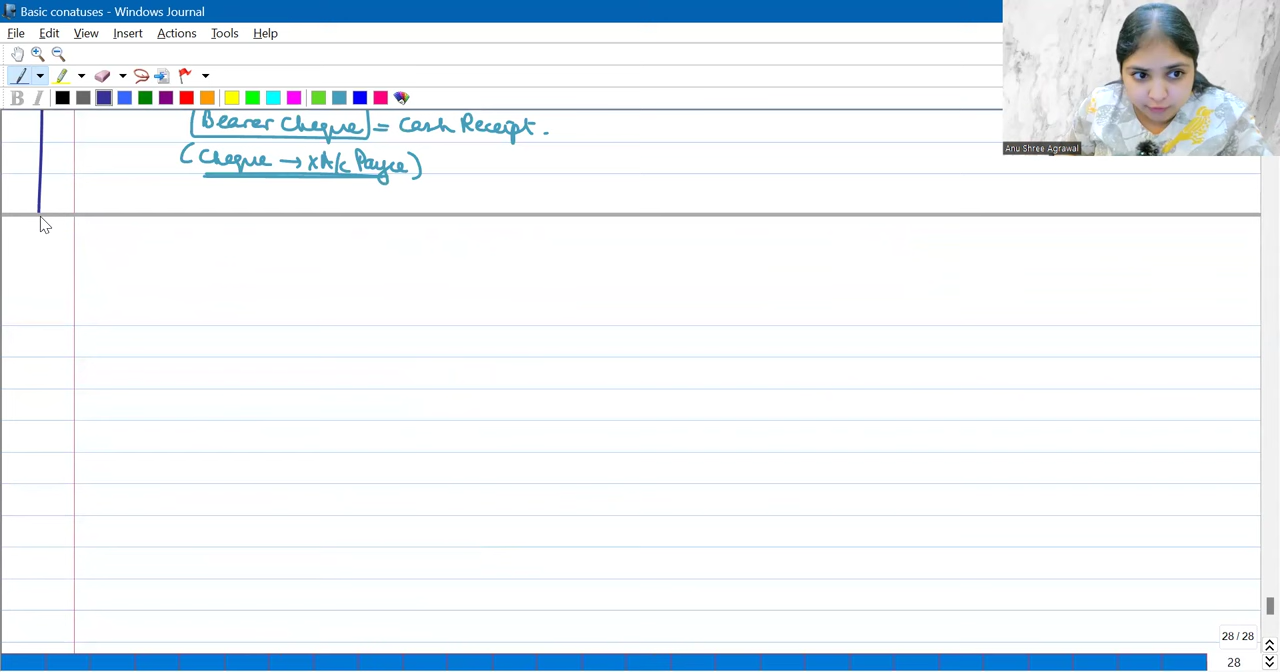 Basic conatuses - Windows Journal
File Edit View Insert Actions Tools Help
B I
Bearer Cheque = Cash Receipt.
(Cheque → x A/c Payee)
Anu Shree Agrawal
28 / 28
28